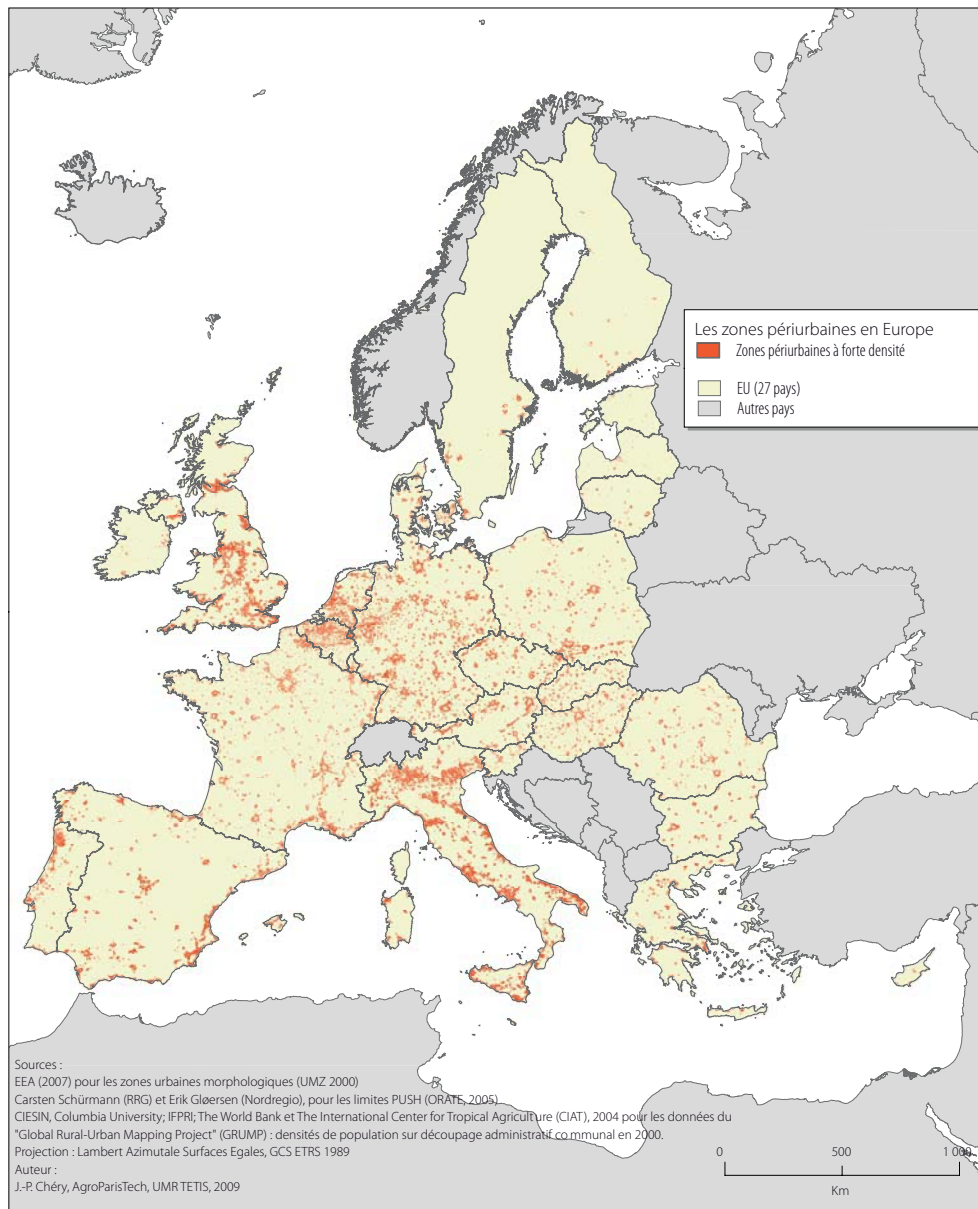 Les zones périurbaines en Europe
Zones périurbaines à forte densité
EU (27 pays)
Autres pays
Sources :
EEA (2007) pour les zones urbaines morphologiques (UMZ 2000)
Carsten Schürmann (RRG) et Erik Gløersen (Nordregio), pour les limites PUSH (ORATE, 2005)
CIESIN, Columbia University; IFPRI; The World Bank et The International Center for Tropical Agriculture (CIAT), 2004 pour les données du
"Global Rural-Urban Mapping Project" (GRUMP) : densités de population sur découpage administratif communal en 2000.
Projection : Lambert Azimutale Surfaces Egales, GCS ETRS 1989
Auteur :
J.-P. Chéry, AgroParisTech, UMR TETIS, 2009
0 500 1 000
Km